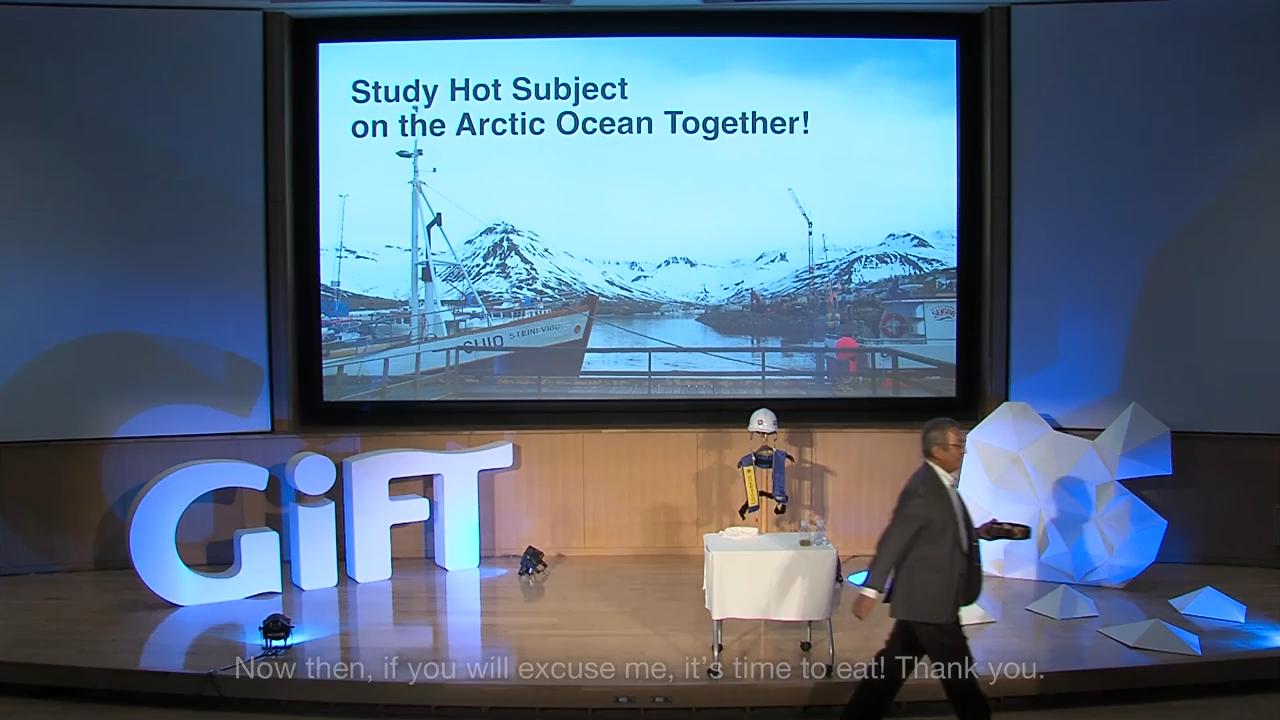 Study Hot Subject
on the Arctic Ocean Together!
STEINI VIGG
GiFT
Now then, if you will excuse me, it's time to eat! Thank you.